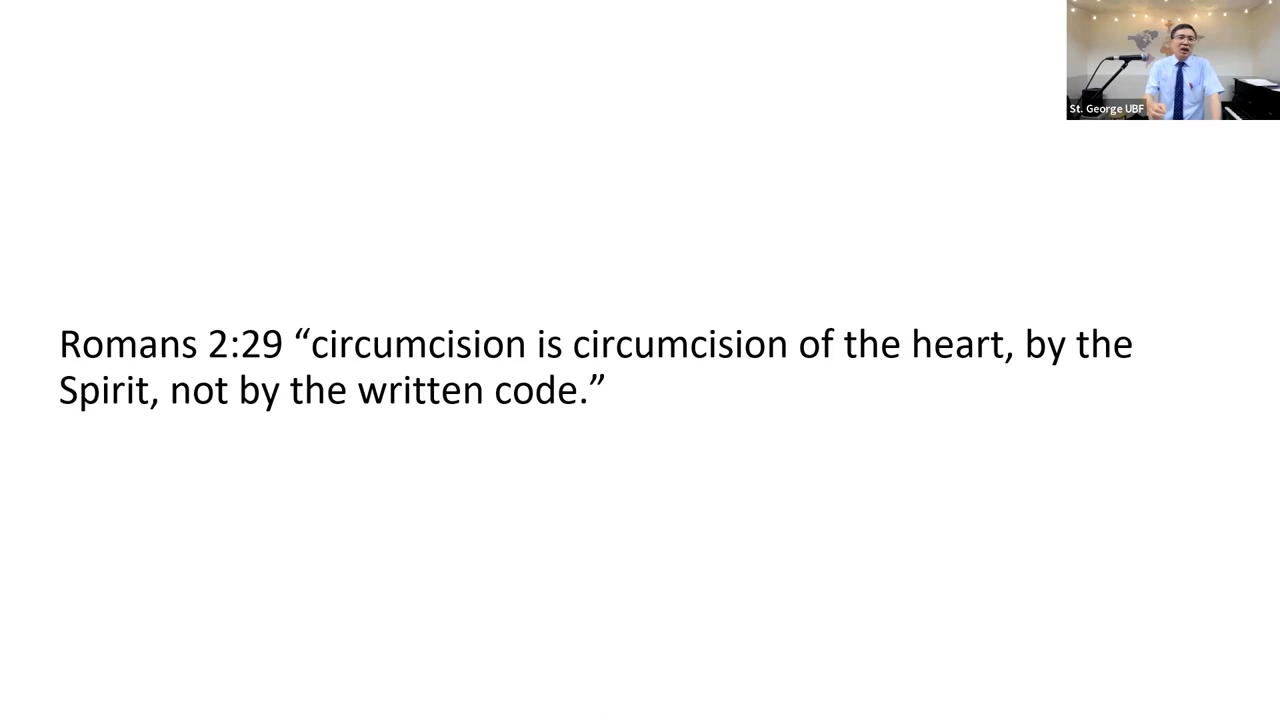 St. George UBF
Romans 2:29 “circumcision is circumcision of the heart, by the
Spirit, not by the written code.”